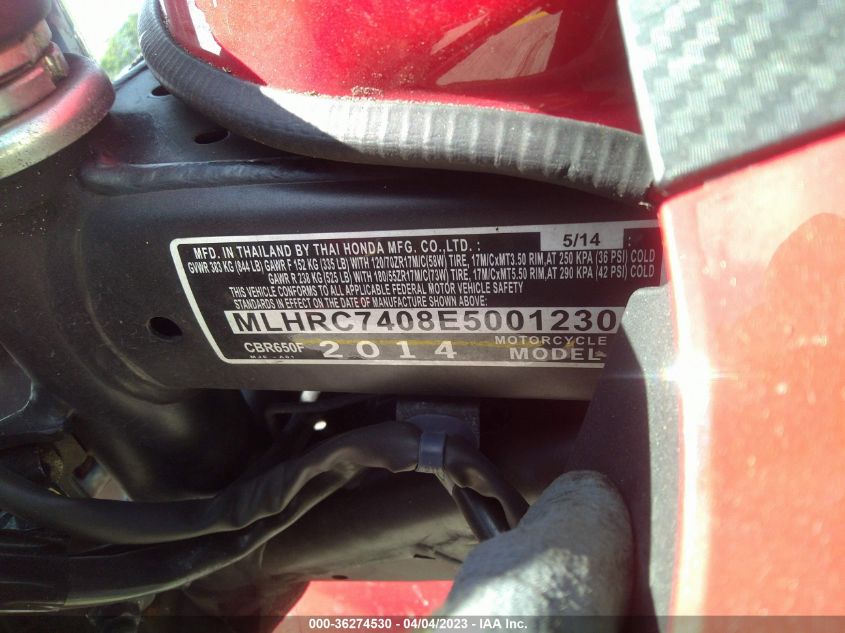 MFD. IN THAILAND BY THAI HONDA MFG. CO.,LTD. : 5/14 :
GVWR 383 KG (844 LB) GAWR F 152 KG (335 LB) WITH 120/70ZR17M/C(58W) TIRE, 17M/CxMT3.50 RIM,AT 250 KPA (36 PSI) COLD
GAWR R 238 KG (525 LB) WITH 180/55ZR17M/C(73W) TIRE, 17M/CxMT5.50 RIM,AT 290 KPA (42 PSI) COLD
THIS VEHICLE CONFORMS TO ALL APPLICABLE FEDERAL MOTOR VEHICLE SAFETY
STANDARDS IN EFFECT ON THE DATE OF MANUFACTURE SHOWN ABOVE.
MLHRC7408E5001230
CBR650F 2014 MOTORCYCLE
MJE-A01 MODEL
000-36274530 - 04/04/2023 - IAA Inc.